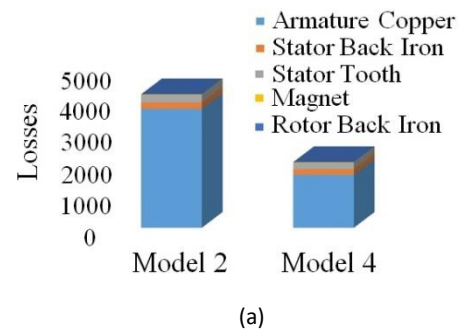 Armature Copper
Stator Back Iron
Stator Tooth
Magnet
Rotor Back Iron
Losses
5000
4000
3000
2000
1000
0
Model 2 Model 4
(a)